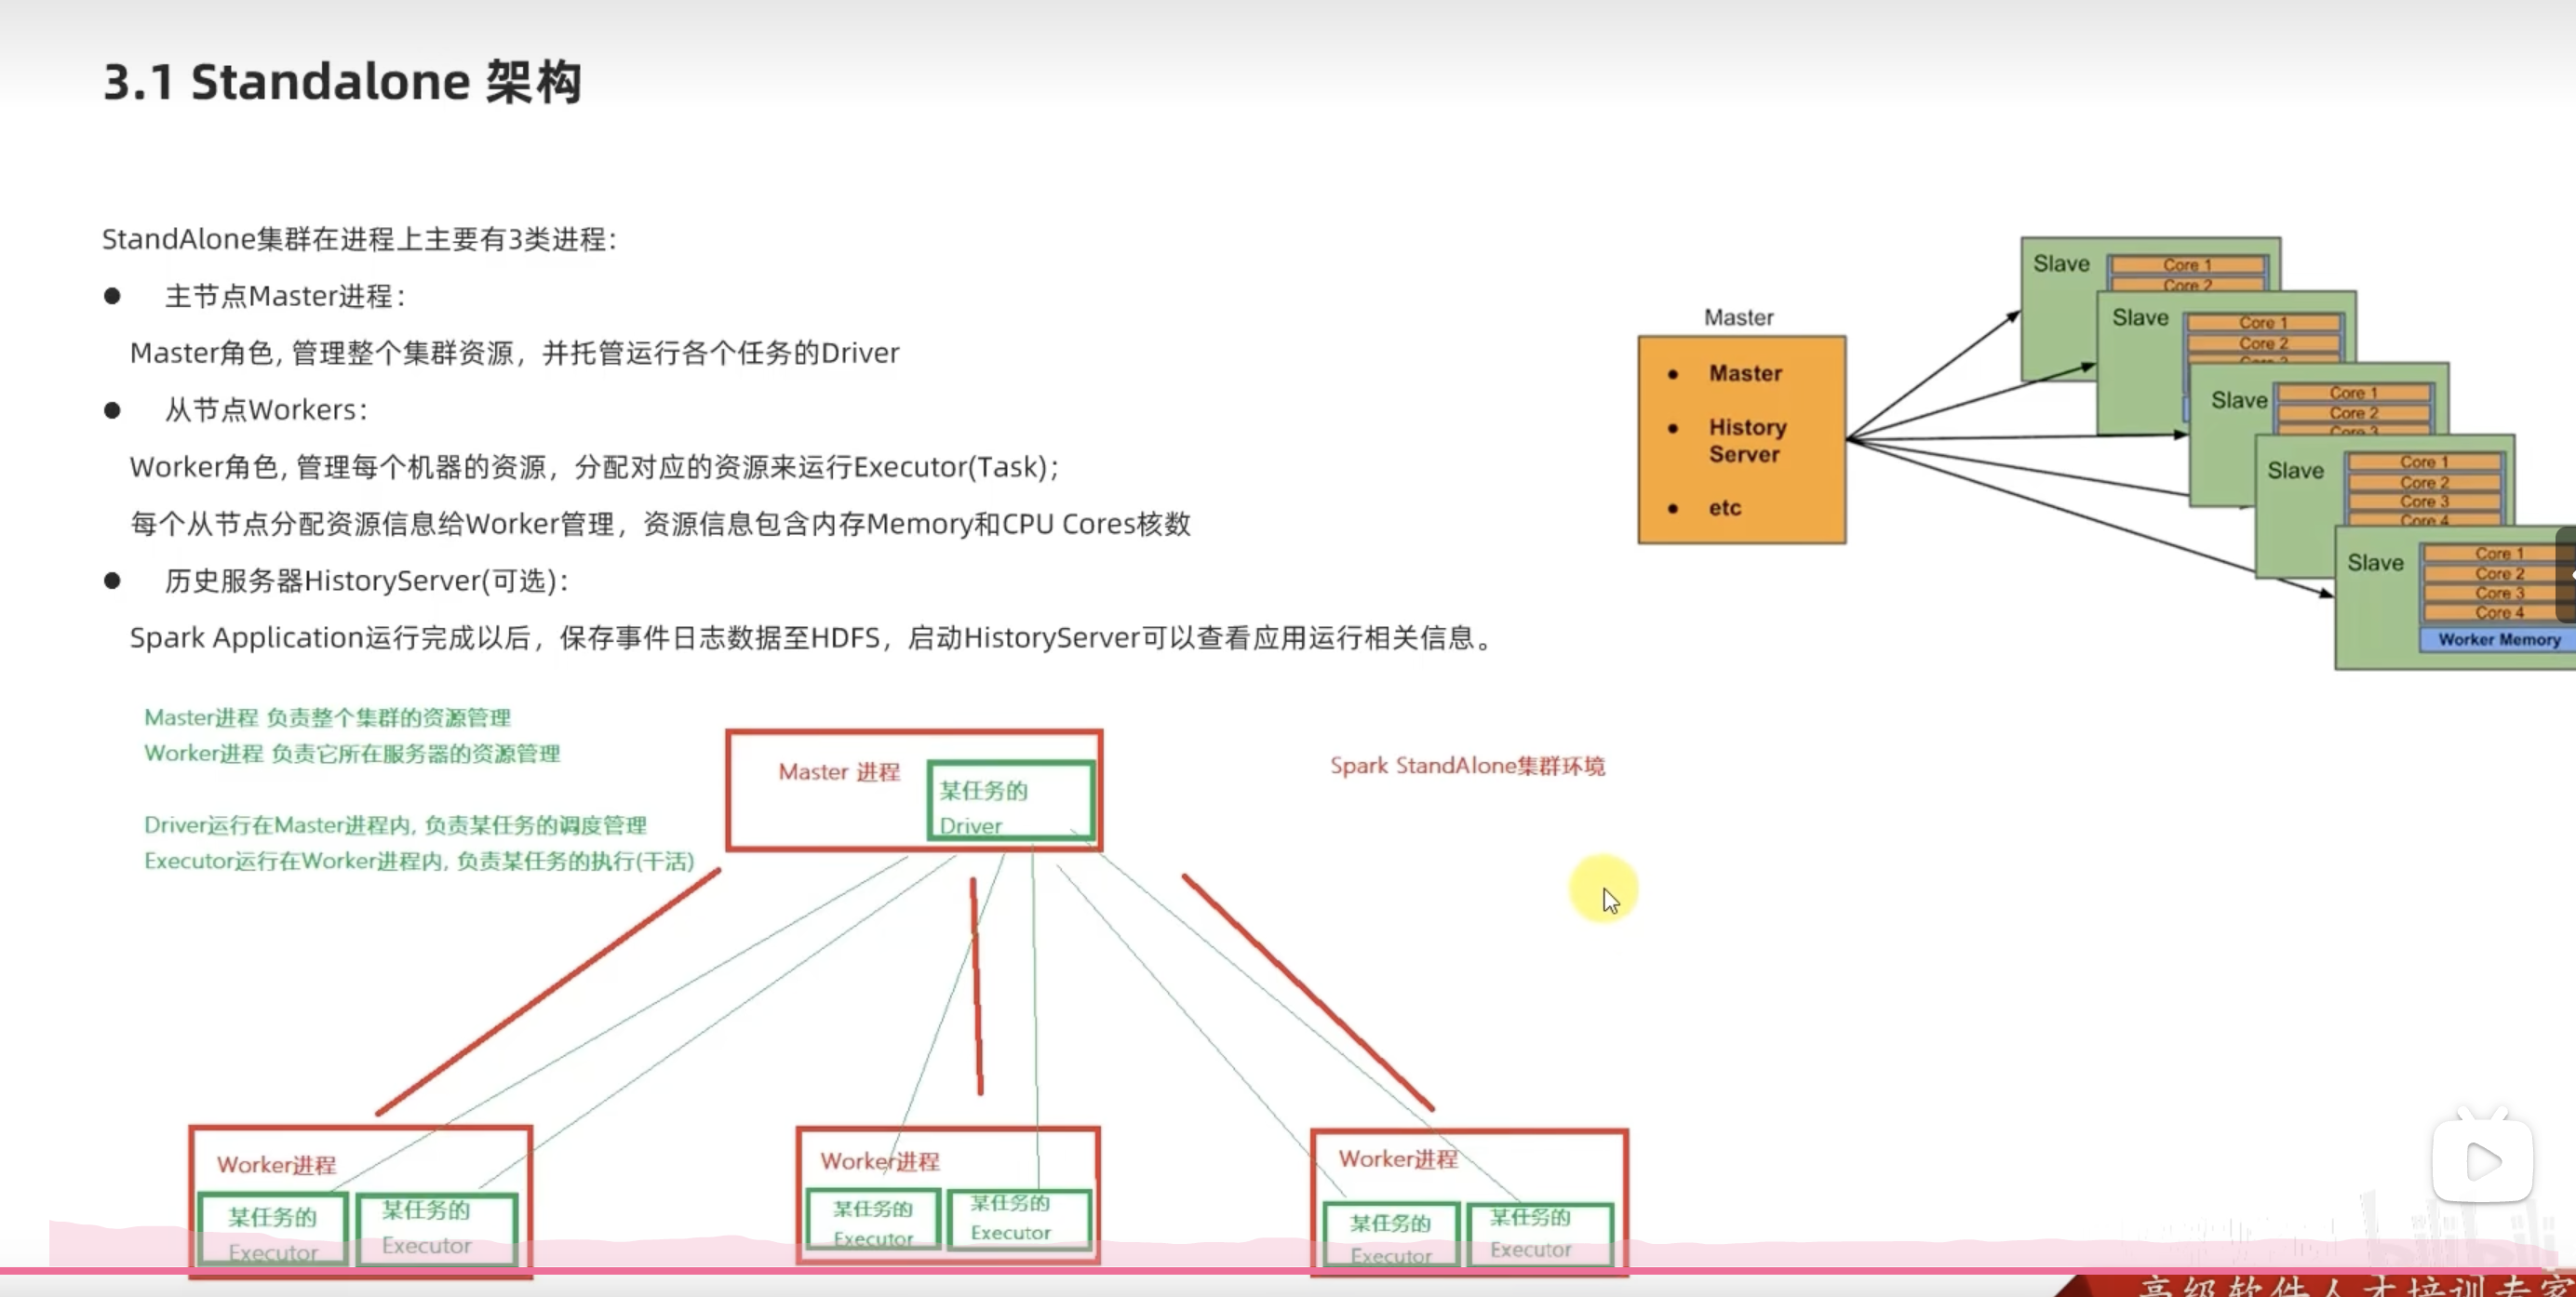 3.1 Standalone 架构
StandAlone集群在进程上主要有3类进程：
● 主节点Master进程：
Master角色, 管理整个集群资源，并托管运行各个任务的Driver
● 从节点Workers：
Worker角色, 管理每个机器的资源，分配对应的资源来运行Executor(Task)；
每个从节点分配资源信息给Worker管理，资源信息包含内存Memory和CPU Cores核数
● 历史服务器HistoryServer(可选)：
Spark Application运行完成以后，保存事件日志数据至HDFS，启动HistoryServer可以查看应用运行相关信息。
Master
● Master
● History
Server
● etc
Slave
Core 1
Core 2
Slave
Core 1
Core 2
Core 3
Slave
Core 1
Core 2
Core 3
Slave
Core 1
Core 2
Core 3
Core 4
Slave
Core 1
Core 2
Core 3
Core 4
Worker Memory
Master进程 负责整个集群的资源管理
Worker进程 负责它所在服务器的资源管理
Driver运行在Master进程内, 负责某任务的调度管理
Executor运行在Worker进程内, 负责某任务的执行(干活)
Master 进程
某任务的
Driver
Spark StandAlone集群环境
Worker进程
某任务的
Executor
某任务的
Executor
Worker进程
某任务的
Executor
某任务的
Executor
Worker进程
某任务的
Executor
某任务的
Executor
bilibili
高级软件人才培训专家